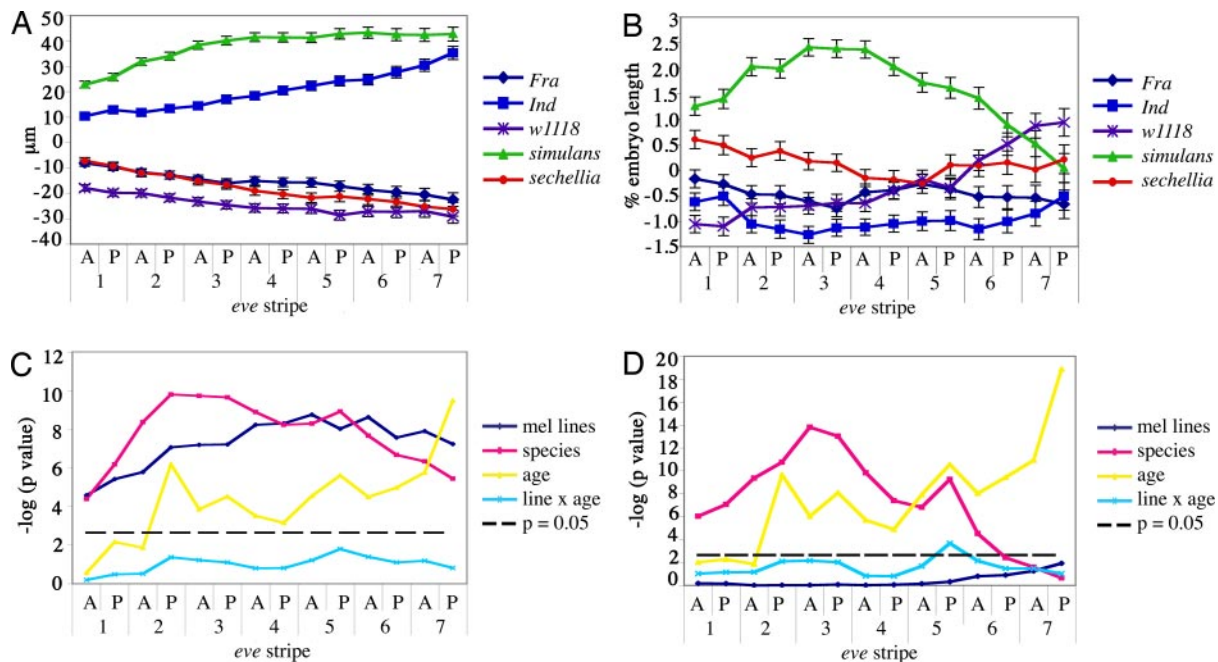 A
50
40
30
20
10
0
-10
-20
-30
-40
μm
A P A P A P A P A P A P A P
1 2 3 4 5 6 7
eve stripe
Fra
Ind
w1118
simulans
sechellia
B
3
2.5
2.0
1.5
1.0
0.5
0
-0.5
-1.0
-1.5
% embryo length
A P A P A P A P A P A P A P
1 2 3 4 5 6 7
eve stripe
Fra
Ind
w1118
simulans
sechellia
C
12
10
8
6
4
2
0
-log (p value)
A P A P A P A P A P A P A P
1 2 3 4 5 6 7
eve stripe
mel lines
species
age
line x age
p = 0.05
D
20
18
16
14
12
10
8
6
4
2
0
-log (p value)
A P A P A P A P A P A P A P
1 2 3 4 5 6 7
eve stripe
mel lines
species
age
line x age
p = 0.05